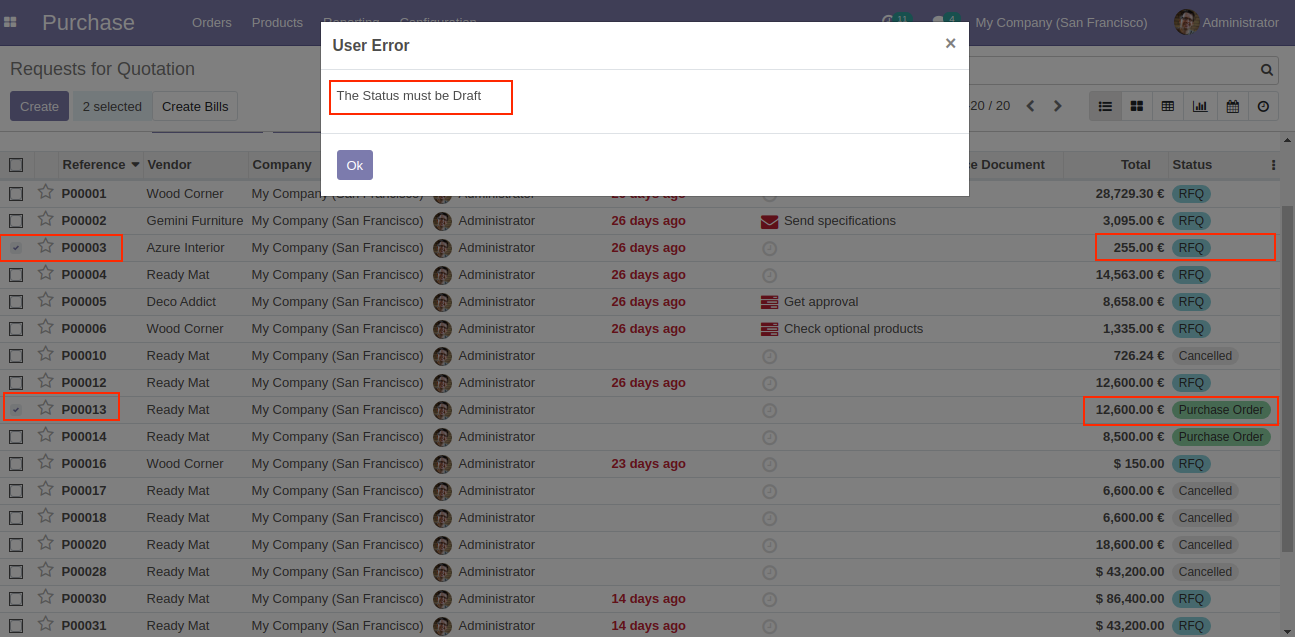 Purchase Orders Products Reporting Configuration 11 4 My Company (San Francisco) Administrator
User Error ×
Requests for Quotation
The Status must be Draft
Create 2 selected Create Bills
20 / 20
Ok
Reference Vendor Company e Document Total Status
P00001 Wood Corner My Company (San Francisco) Administrator 26 days ago 28,729.30 € RFQ
P00002 Gemini Furniture My Company (San Francisco) Administrator 26 days ago Send specifications 3,095.00 € RFQ
P00003 Azure Interior My Company (San Francisco) Administrator 26 days ago 255.00 € RFQ
P00004 Ready Mat My Company (San Francisco) Administrator 26 days ago 14,563.00 € RFQ
P00005 Deco Addict My Company (San Francisco) Administrator 26 days ago Get approval 8,658.00 € RFQ
P00006 Wood Corner My Company (San Francisco) Administrator 26 days ago Check optional products 1,335.00 € RFQ
P00010 Ready Mat My Company (San Francisco) Administrator 726.24 € Cancelled
P00012 Ready Mat My Company (San Francisco) Administrator 26 days ago 12,600.00 € RFQ
P00013 Ready Mat My Company (San Francisco) Administrator 12,600.00 € Purchase Order
P00014 Ready Mat My Company (San Francisco) Administrator 8,500.00 € Purchase Order
P00016 Wood Corner My Company (San Francisco) Administrator 23 days ago $ 150.00 RFQ
P00017 Ready Mat My Company (San Francisco) Administrator 6,600.00 € Cancelled
P00018 Ready Mat My Company (San Francisco) Administrator 6,600.00 € Cancelled
P00020 Ready Mat My Company (San Francisco) Administrator 18,600.00 € Cancelled
P00028 Ready Mat My Company (San Francisco) Administrator $ 43,200.00 Cancelled
P00030 Ready Mat My Company (San Francisco) Administrator 14 days ago $ 86,400.00 RFQ
P00031 Ready Mat My Company (San Francisco) Administrator 14 days ago $ 43,200.00 RFQ